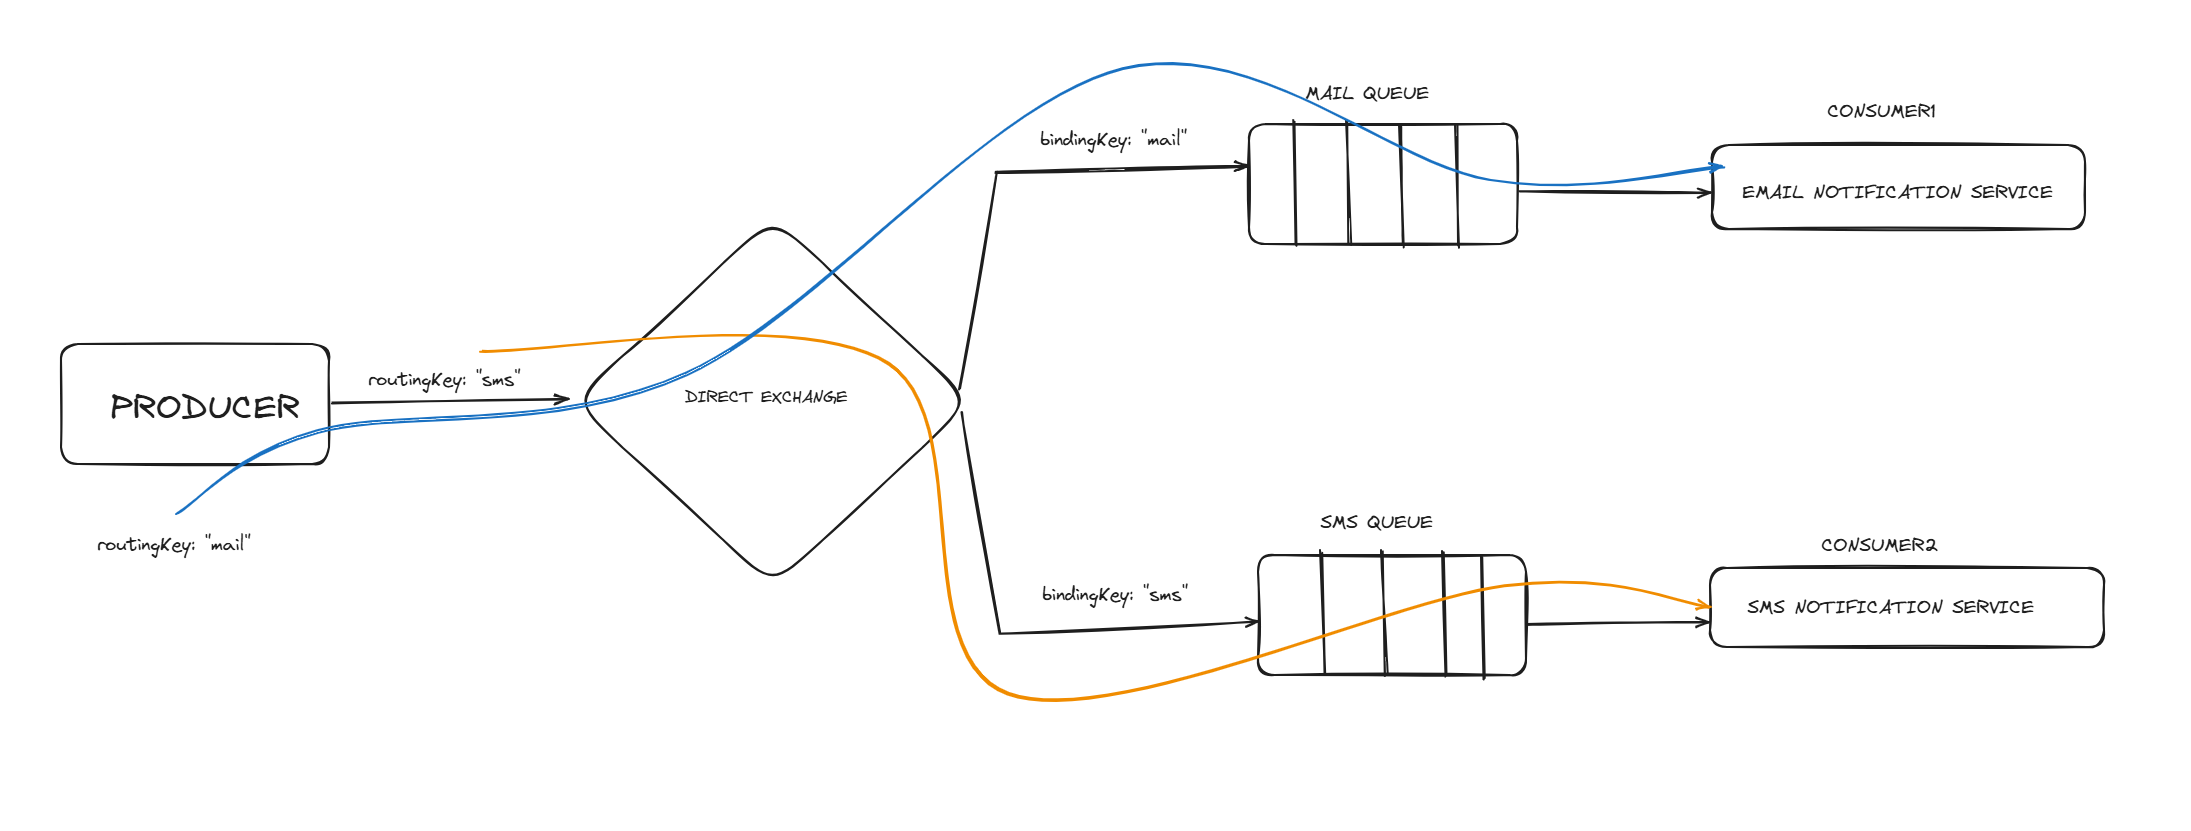 MAIL QUEUE
CONSUMER1
bindingKey: "mail"
EMAIL NOTIFICATION SERVICE
routingKey: "sms"
PRODUCER
DIRECT EXCHANGE
routingKey: "mail"
SMS QUEUE
CONSUMER2
bindingKey: "sms"
SMS NOTIFICATION SERVICE